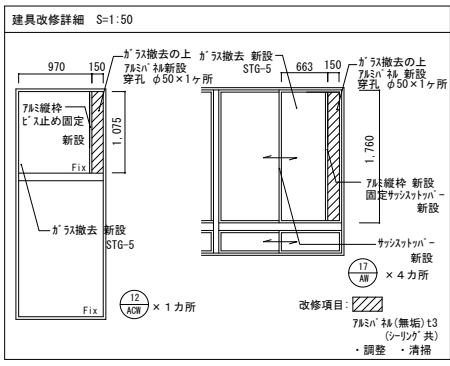 建具改修詳細 S=1:50
970
150
ガラス撤去の上
アルミパネル新設
穿孔 φ50×1ヶ所
アルミ縦枠
ビス止め固定
新設
1,075
Fix
ガラス撤去 新設
STG-5
Fix
12
ACW
×1カ所
ガラス撤去 新設
STG-5
663
150
ガラス撤去の上
アルミパネル 新設
穿孔 φ50×1ヶ所
1,760
アルミ縦枠 新設
固定サッシストッパー
新設
サッシストッパー
新設
17
AW
×4カ所
改修項目:
アルミパネル(無垢)t3
(シーリング共)
・調整 ・清掃